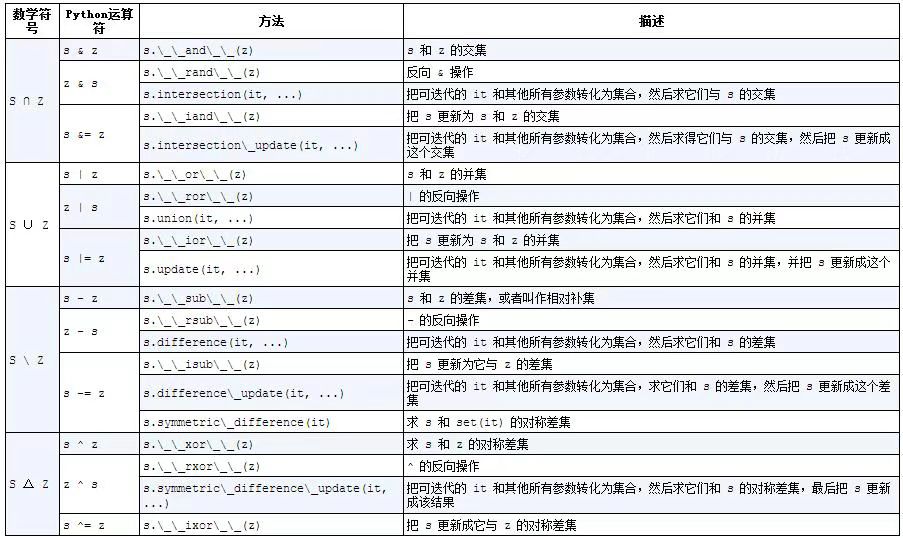 数学符号 Python运算符 方法 描述
S ∩ Z
s & z s.\_\_and\_\_(z) s 和 z 的交集
z & s s.\_\_rand\_\_(z) 反向 & 操作
s.intersection(it, ...) 把可迭代的 it 和其他所有参数转化为集合，然后求它们与 s 的交集
s &= z s.\_\_iand\_\_(z) 把 s 更新为 s 和 z 的交集
s.intersection\_update(it, ...) 把可迭代的 it 和其他所有参数转化为集合，然后求得它们与 s 的交集，然后把 s 更新成
这个交集
S ∪ Z
s | z s.\_\_or\_\_(z) s 和 z 的并集
z | s s.\_\_ror\_\_(z) | 的反向操作
s.union(it, ...) 把可迭代的 it 和其他所有参数转化为集合，然后求它们和 s 的并集
s |= z s.\_\_ior\_\_(z) 把 s 更新为 s 和 z 的并集
s.update(it, ...) 把可迭代的 it 和其他所有参数转化为集合，然后求它们和 s 的并集，并把 s 更新成这个
并集
S \ Z
s - z s.\_\_sub\_\_(z) s 和 z 的差集，或者叫作相对补集
z - s s.\_\_rsub\_\_(z) - 的反向操作
s.difference(it, ...) 把可迭代的 it 和其他所有参数转化为集合，然后求它们和 s 的差集
s -= z s.\_\_isub\_\_(z) 把 s 更新为它与 z 的差集
s.difference\_update(it, ...) 把可迭代的 it 和其他所有参数转化为集合，求它们和 s 的差集，然后把 s 更新成这个差
集
s.symmetric\_difference(it) 求 s 和 set(it) 的对称差集
S △ Z
s ^ z s.\_\_xor\_\_(z) 求 s 和 z 的对称差集
z ^ s s.\_\_rxor\_\_(z) ^ 的反向操作
s.symmetric\_difference\_update(it,
...) 把可迭代的 it 和其他所有参数转化为集合，然后求它们和 s 的对称差集，最后把 s 更新
成该结果
s ^= z s.\_\_ixor\_\_(z) 把 s 更新成它与 z 的对称差集